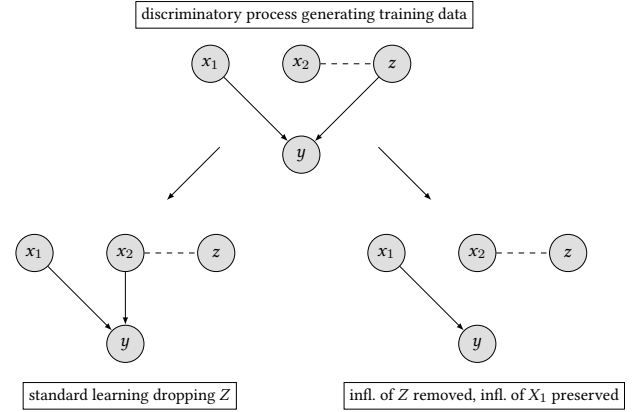 discriminatory process generating training data
x₁ x₂ z
y
x₁ x₂ z x₁ x₂ z
y y
standard learning dropping Z infl. of Z removed, infl. of X₁ preserved